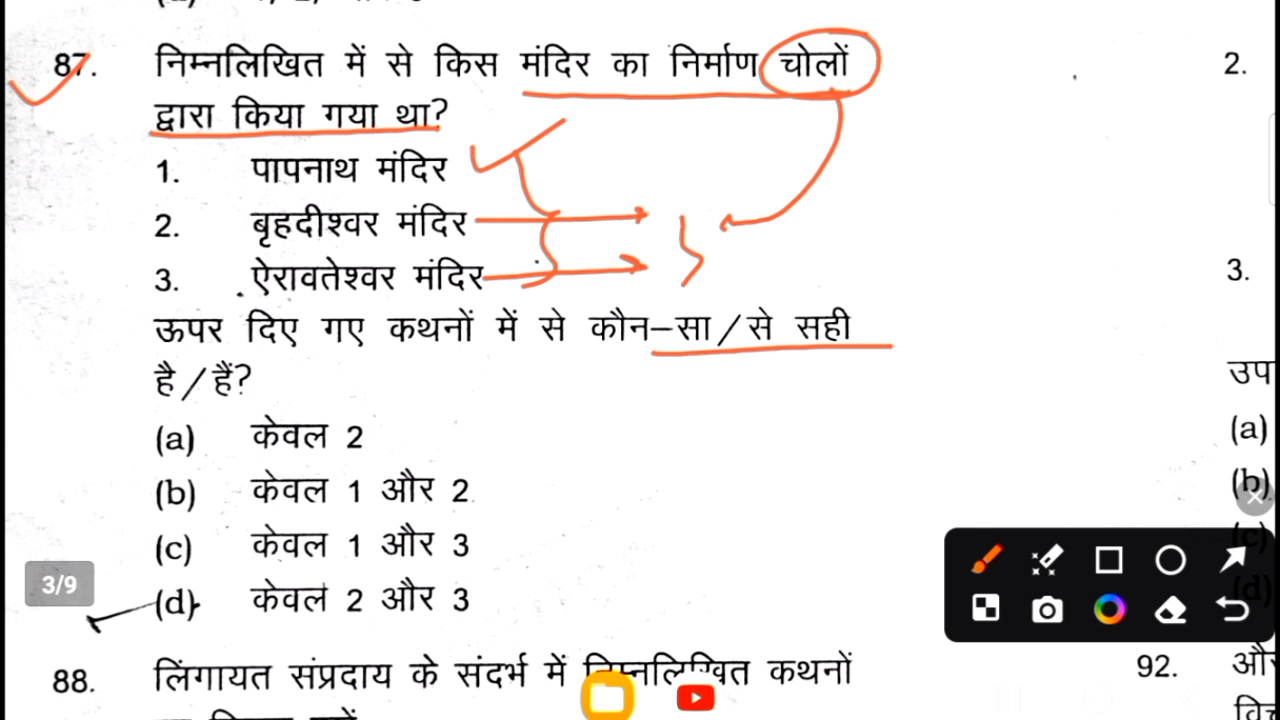 87. निम्नलिखित में से किस मंदिर का निर्माण चोलों
द्वारा किया गया था?
1. पापनाथ मंदिर
2. बृहदीश्वर मंदिर
3. ऐरावतेश्वर मंदिर
ऊपर दिए गए कथनों में से कौन-सा/से सही
है/हैं?
(a) केवल 2
(b) केवल 1 और 2
(c) केवल 1 और 3
(d) केवल 2 और 3
88. लिंगायत संप्रदाय के संदर्भ में निम्नलिखित कथनों
2.
3.
उप
(a)
(b)
(c)
(d)
92. और
3/9